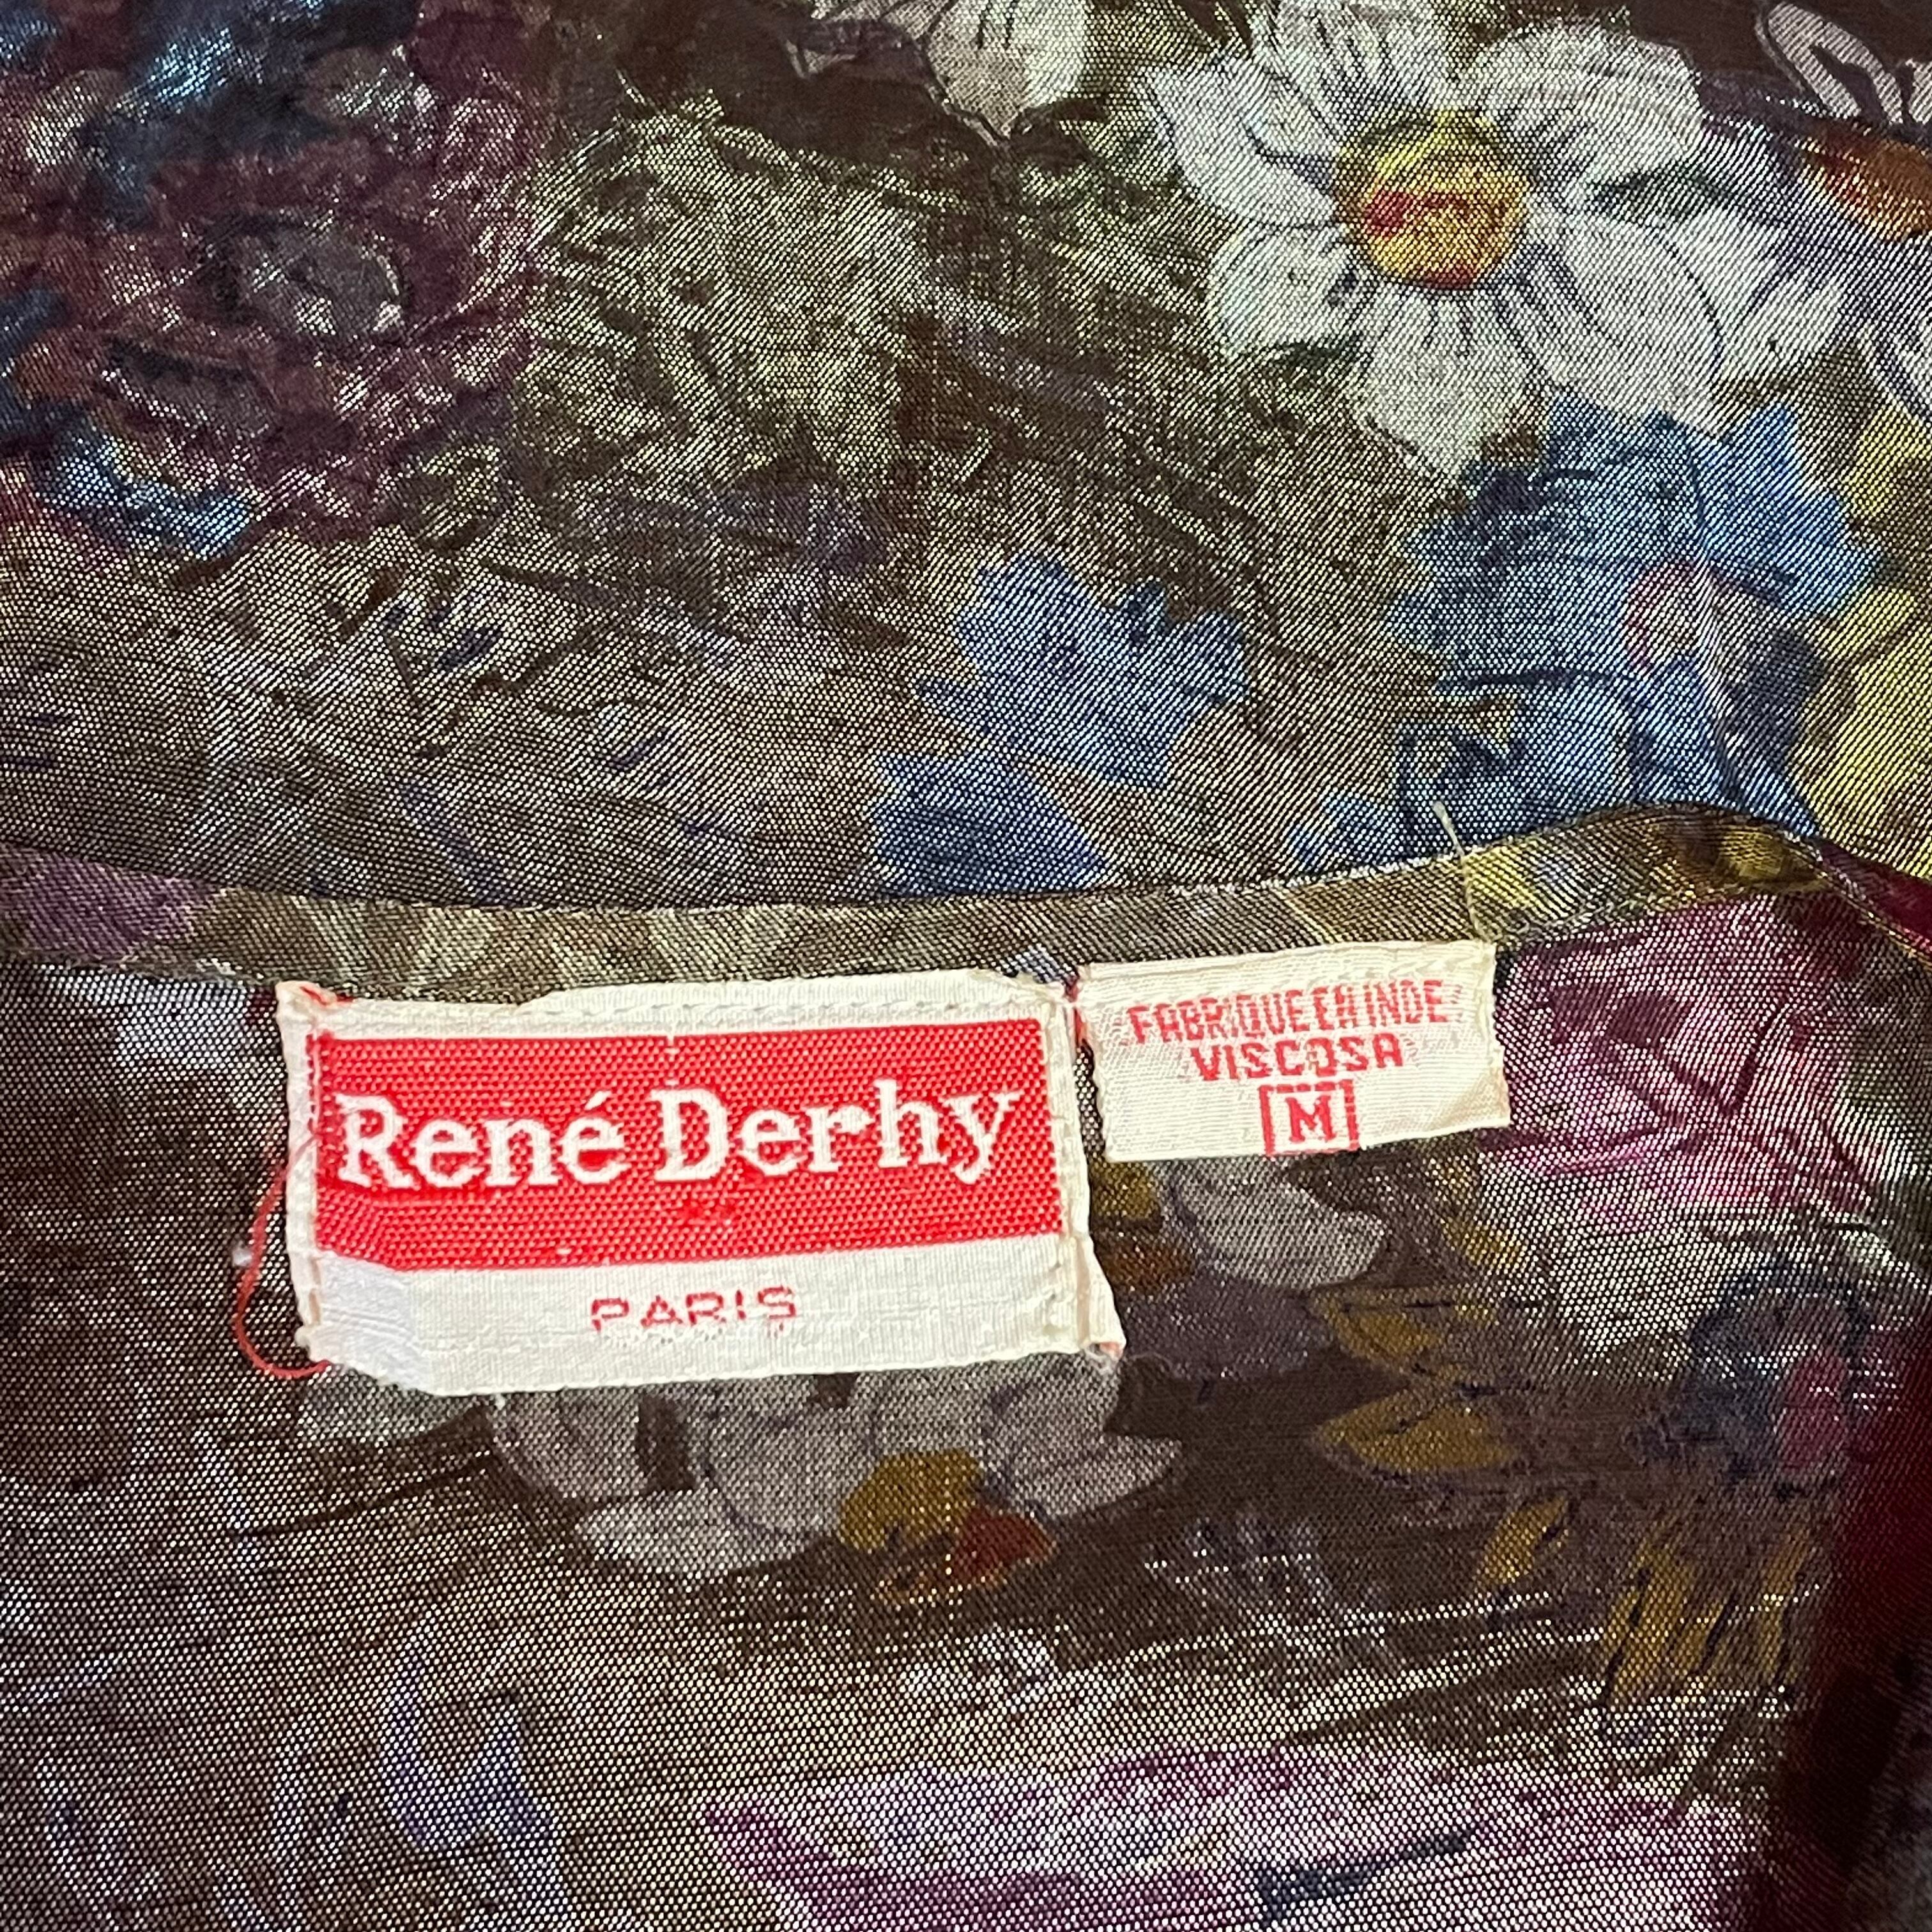 René Derhy
PARIS
FABRIQUE EN INDE
VISCOSA
M